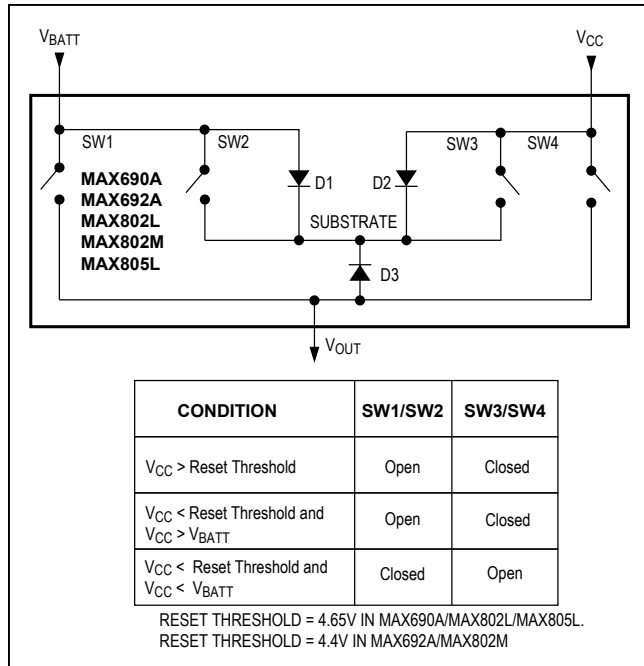 VBATT VCC
SW1 SW2 SW3 SW4
MAX690A
MAX692A
MAX802L
MAX802M
MAX805L
D1 D2
SUBSTRATE
D3
VOUT
CONDITION SW1/SW2 SW3/SW4
VCC > Reset Threshold Open Closed
VCC < Reset Threshold and
VCC > VBATT Open Closed
VCC < Reset Threshold and
VCC < VBATT Closed Open
RESET THRESHOLD = 4.65V IN MAX690A/MAX802L/MAX805L.
RESET THRESHOLD = 4.4V IN MAX692A/MAX802M